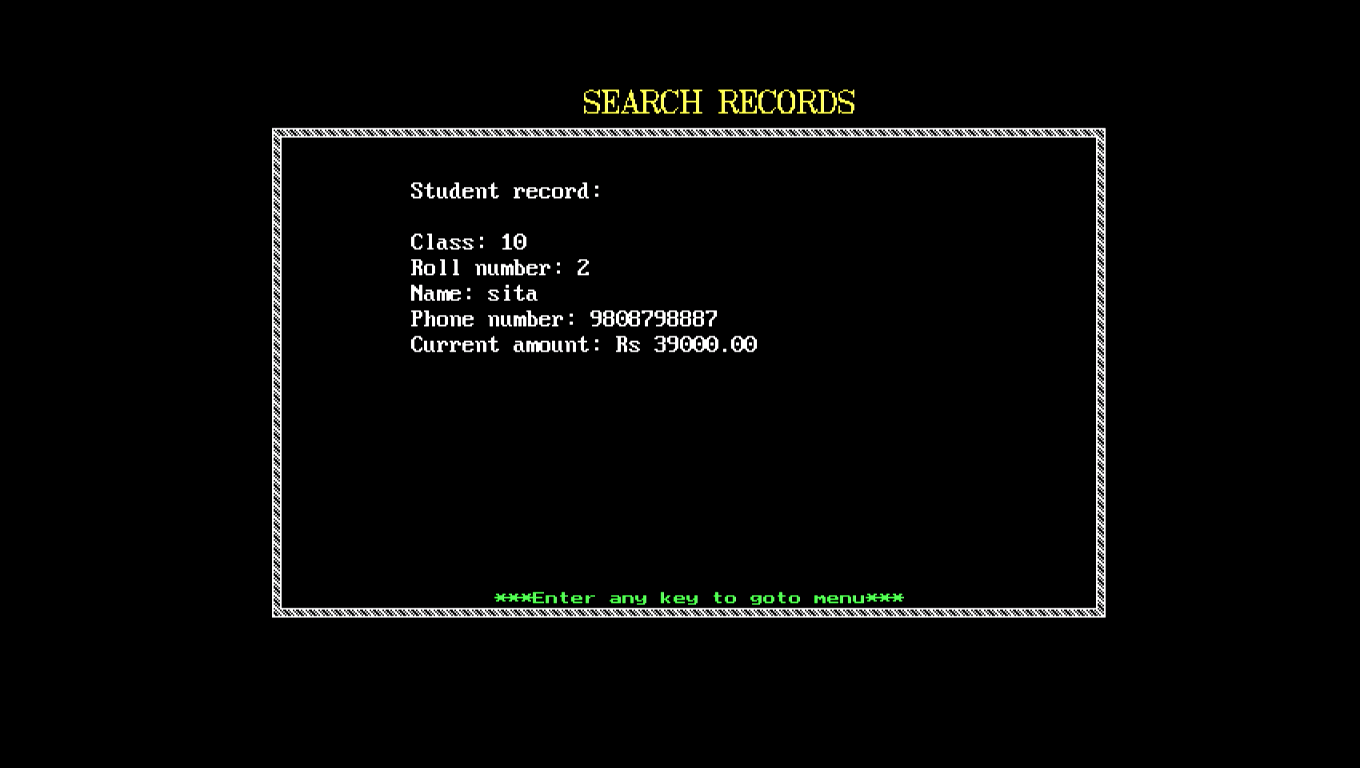 SEARCH RECORDS
Student record:
Class: 10
Roll number: 2
Name: sita
Phone number: 9808798887
Current amount: Rs 39000.00
***Enter any key to goto menu***